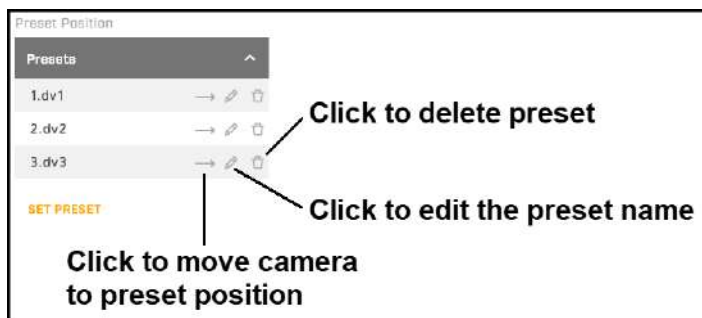 Preset Position
Presets
1.dv1
2.dv2
3.dv3
SET PRESET
Click to delete preset
Click to edit the preset name
Click to move camera
to preset position